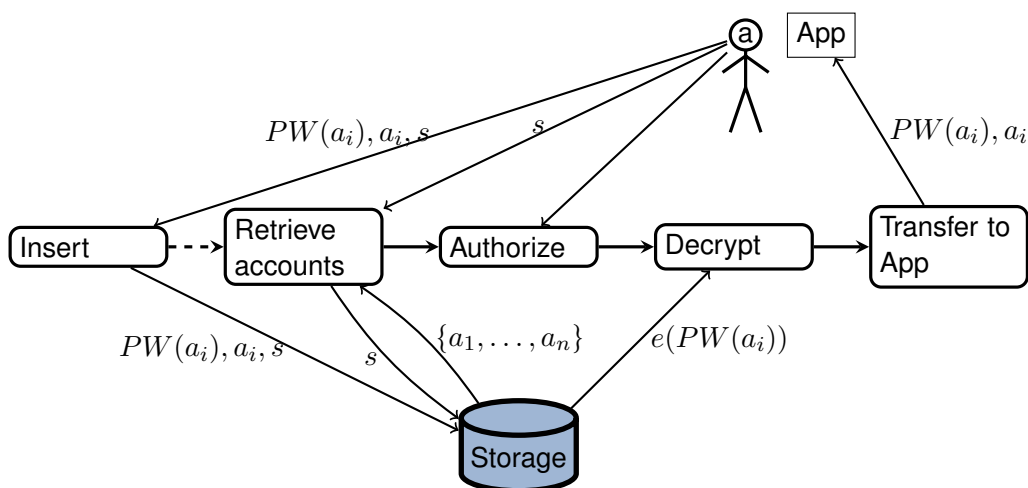 a
App
PW(a_i), a_i, s
s
PW(a_i), a_i
Insert
Retrieve
accounts
Authorize
Decrypt
Transfer to
App
PW(a_i), a_i, s
s
{a_1, . . . , a_n}
e(PW(a_i))
Storage